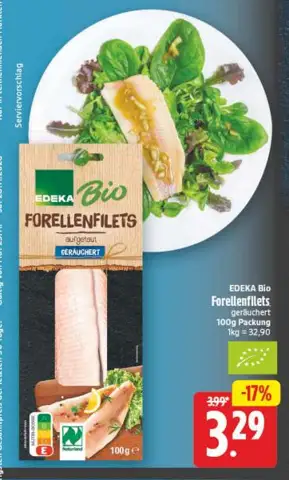 Serviervorschlag
EDEKA Bio
FORELLENFILETS
aufgetaut
GERÄUCHERT
E
Naturland
100g e
EDEKA Bio
Forellenfilets
geräuchert
100g Packung
1kg = 32,90
-17%
3,99*
3.29